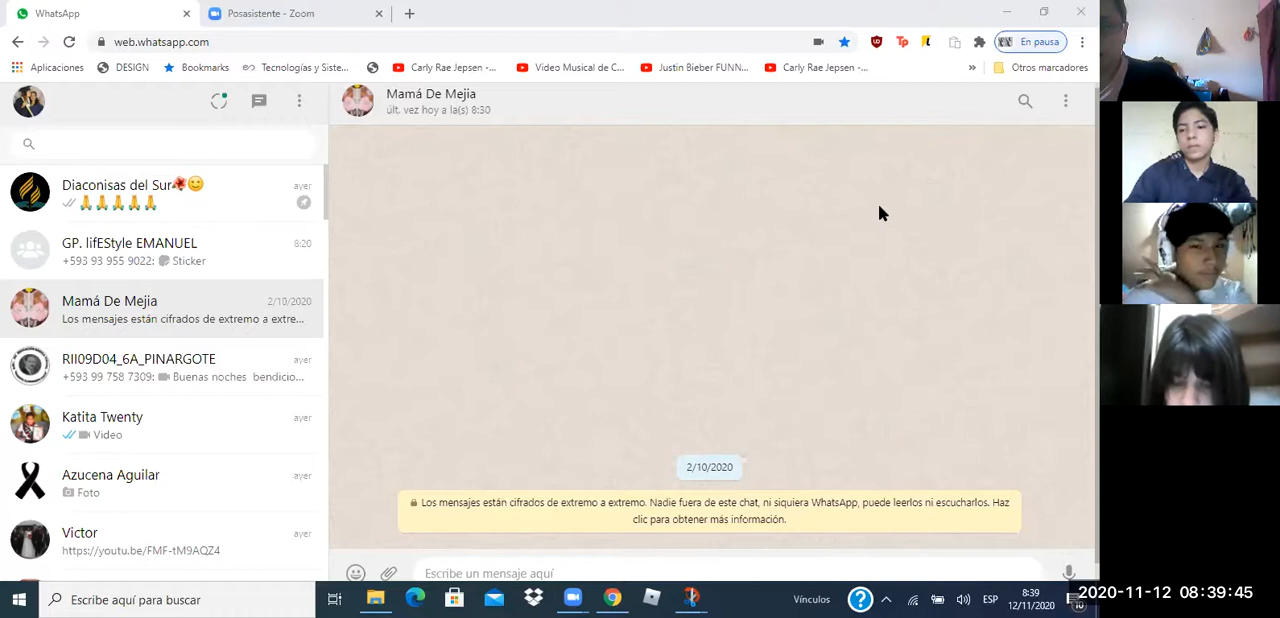 WhatsApp
Posasistente - Zoom
web.whatsapp.com
En pausa
Aplicaciones
DESIGN
Bookmarks
Tecnologías y Siste...
Carly Rae Jepsen -...
Video Musical de C...
Justin Bieber FUNN...
Carly Rae Jepsen -...
Otros marcadores
Mamá De Mejia
últ. vez hoy a la(s) 8:30
Diaconisas del Sur🌺😊 ayer
🙏🙏🙏🙏🙏
GP. lifEStyle EMANUEL 8:20
+593 93 955 9022: Sticker
Mamá De Mejia 2/10/2020
Los mensajes están cifrados de extremo a extre...
RII09D04_6A_PINARGOTE ayer
+593 99 758 7309: Buenas noches bendicio...
Katita Twenty ayer
Video
Azucena Aguilar ayer
Foto
Victor ayer
https://youtu.be/FMF-tM9AQZ4
2/10/2020
Los mensajes están cifrados de extremo a extremo. Nadie fuera de este chat, ni siquiera WhatsApp, puede leerlos ni escucharlos. Haz
clic para obtener más información.
Escribe un mensaje aquí
Escribe aquí para buscar
Vínculos
ESP
8:39
12/11/2020
2020-11-12 08:39:45